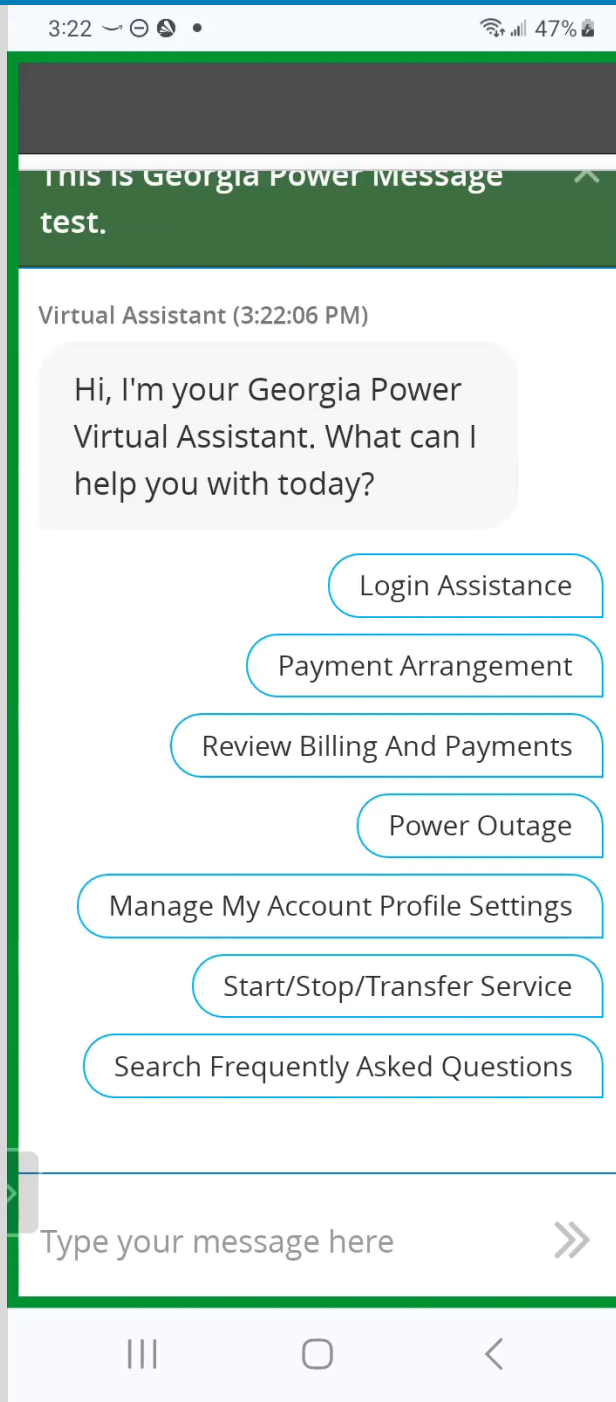 3:22
47%
This is Georgia Power Message
test.
Virtual Assistant (3:22:06 PM)
Hi, I'm your Georgia Power
Virtual Assistant. What can I
help you with today?
Login Assistance
Payment Arrangement
Review Billing And Payments
Power Outage
Manage My Account Profile Settings
Start/Stop/Transfer Service
Search Frequently Asked Questions
Type your message here